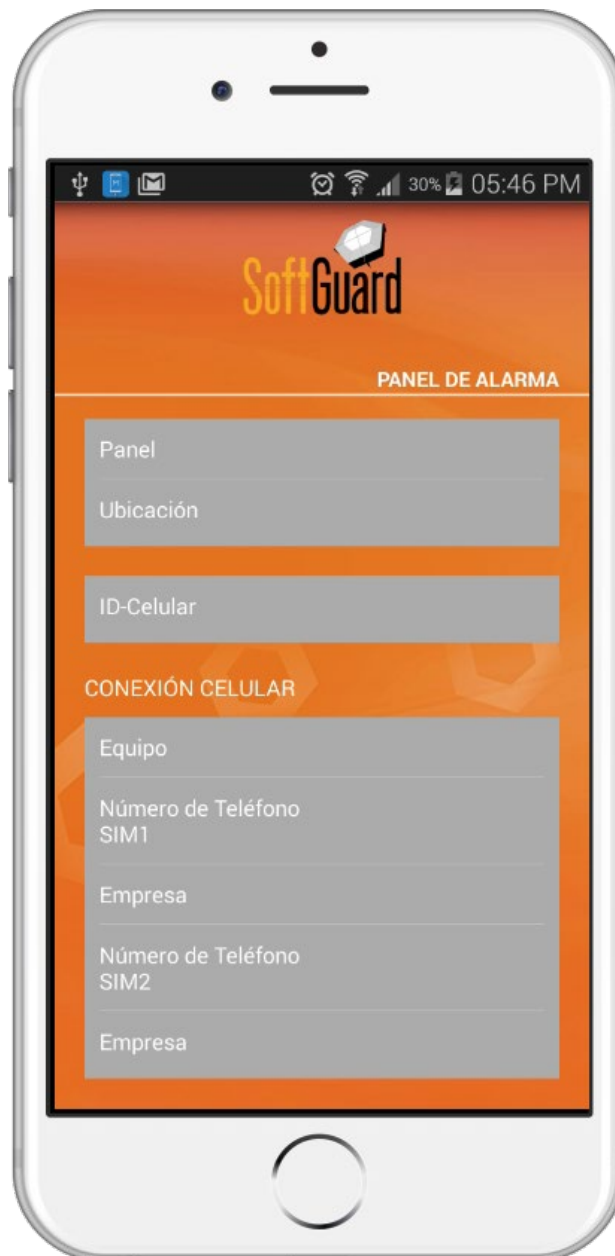 30% 05:46 PM
SoftGuard
PANEL DE ALARMA
Panel
Ubicación
ID-Celular
CONEXIÓN CELULAR
Equipo
Número de Teléfono
SIM1
Empresa
Número de Teléfono
SIM2
Empresa